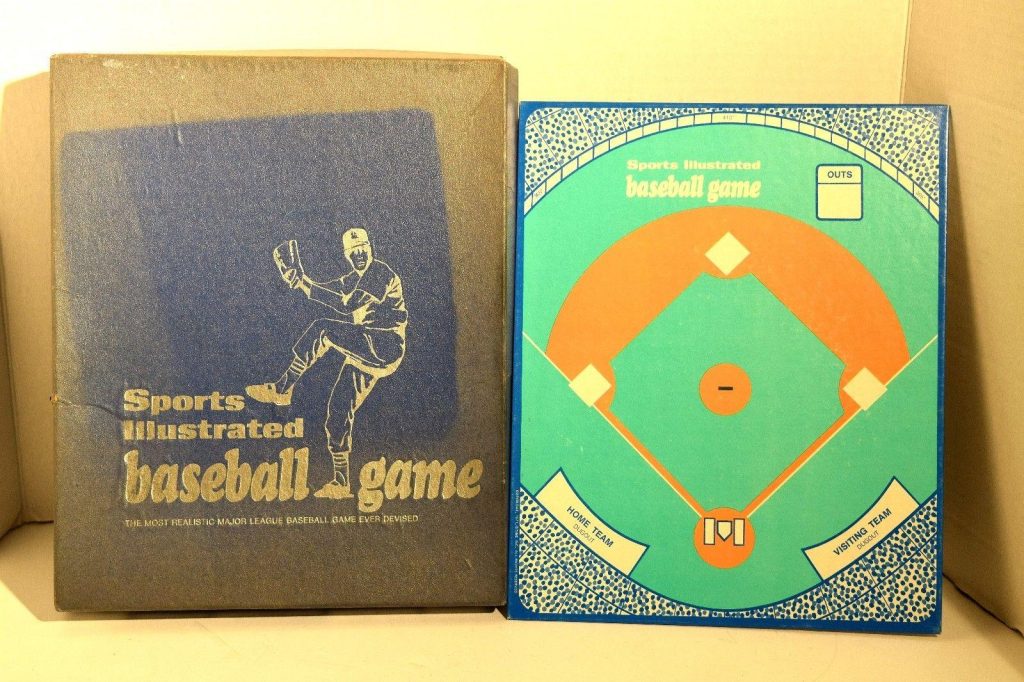 Sports
Illustrated
baseball game
THE MOST REALISTIC MAJOR LEAGUE BASEBALL GAME EVER DEVISED
410'
Sports Illustrated
baseball game
OUTS
HOME TEAM
DUGOUT
VISITING TEAM
DUGOUT